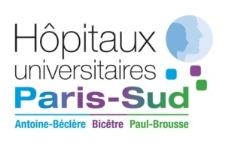 Hôpitaux
universitaires
Paris-Sud
Antoine-Béclère Bicêtre Paul-Brousse